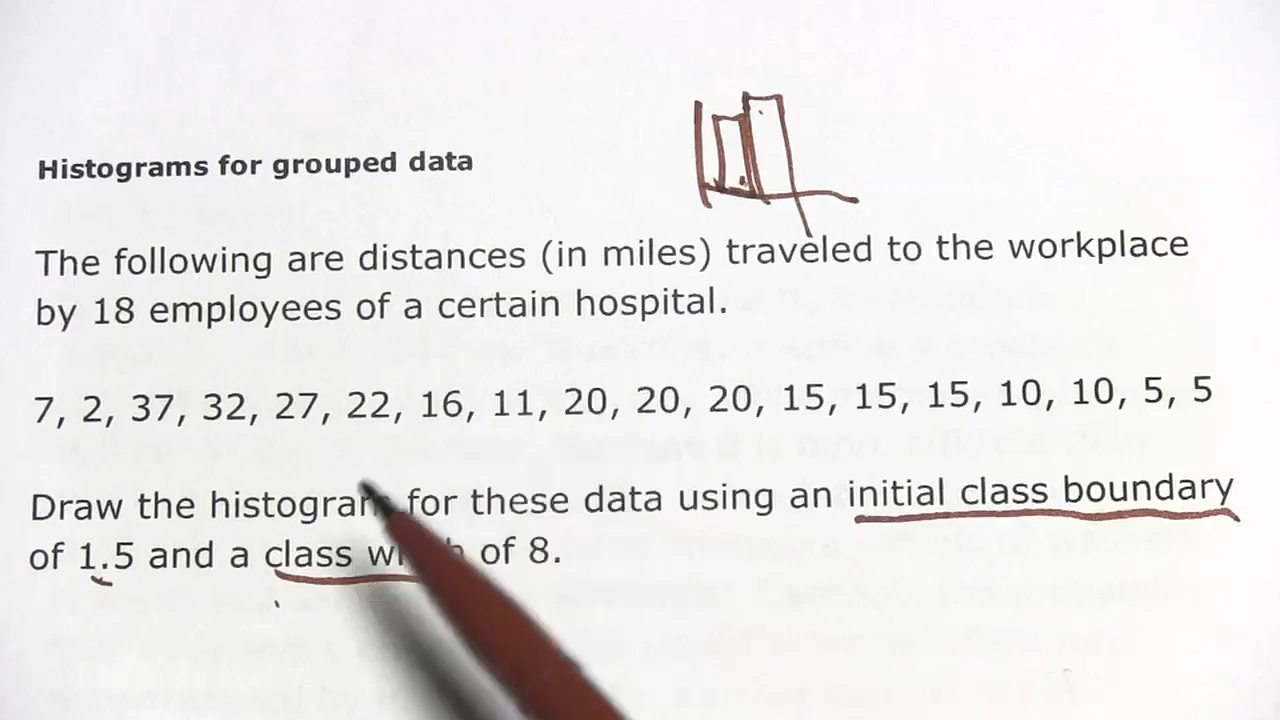 Histograms for grouped data
The following are distances (in miles) traveled to the workplace
by 18 employees of a certain hospital.
7, 2, 37, 32, 27, 22, 16, 11, 20, 20, 20, 15, 15, 15, 10, 10, 5, 5
Draw the histogram for these data using an initial class boundary
of 1.5 and a class of 8.